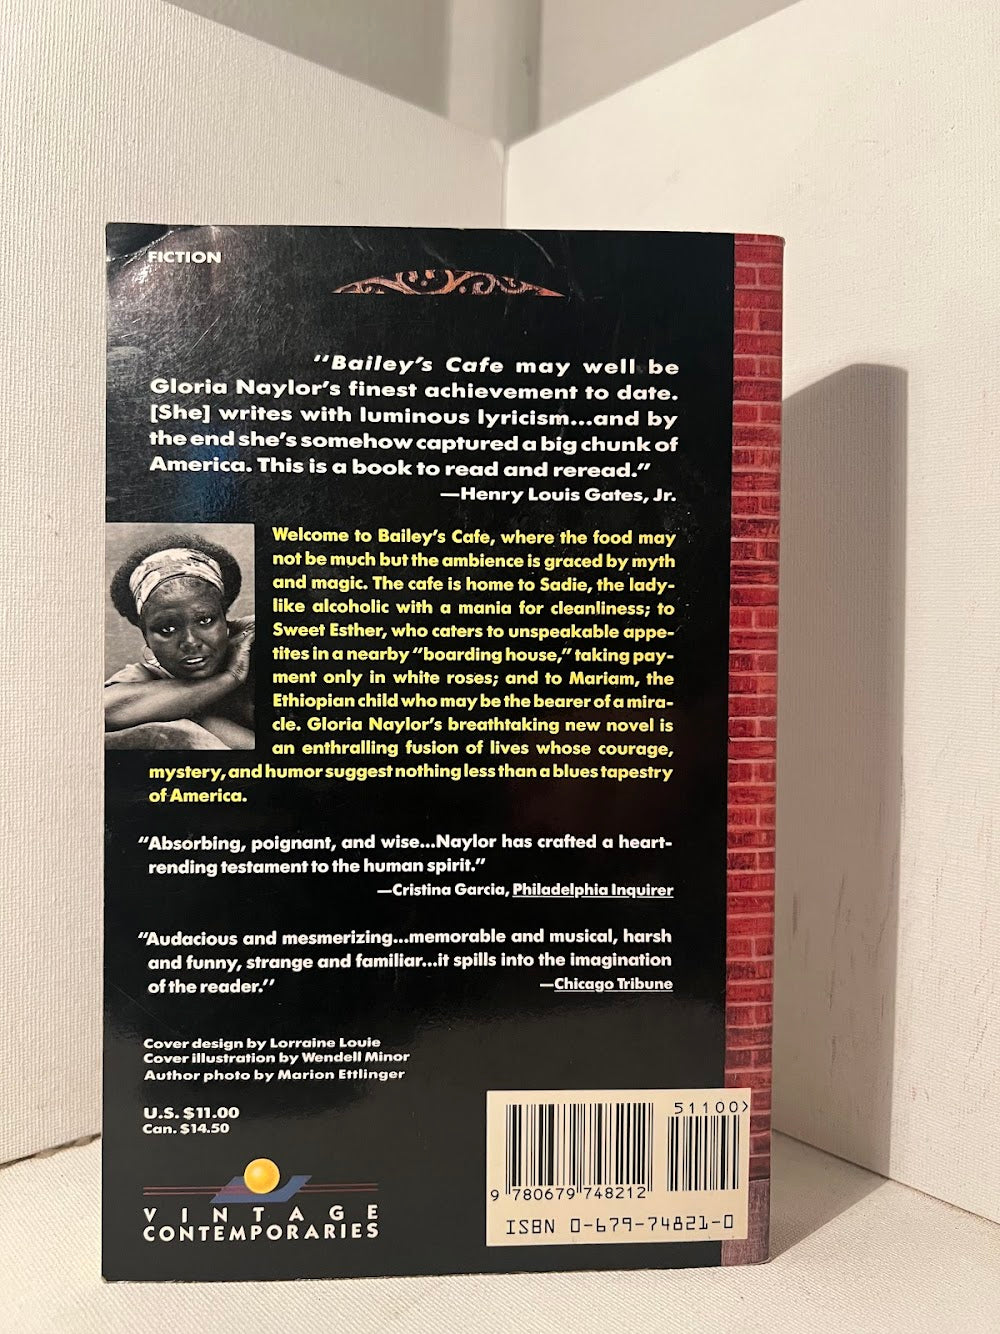 FICTION
"Bailey's Cafe may well be
Gloria Naylor's finest achievement to date.
[She] writes with luminous lyricism...and by
the end she's somehow captured a big chunk of
America. This is a book to read and reread."
—Henry Louis Gates, Jr.
Welcome to Bailey's Cafe, where the food may
not be much but the ambience is graced by myth
and magic. The cafe is home to Sadie, the lady-
like alcoholic with a mania for cleanliness; to
Sweet Esther, who caters to unspeakable appe-
tites in a nearby "boarding house," taking pay-
ment only in white roses; and to Mariam, the
Ethiopian child who may be the bearer of a mira-
cle. Gloria Naylor's breathtaking new novel is
an enthralling fusion of lives whose courage,
mystery, and humor suggest nothing less than a blues tapestry
of America.
"Absorbing, poignant, and wise...Naylor has crafted a heart-
rending testament to the human spirit."
—Cristina Garcia, Philadelphia Inquirer
"Audacious and mesmerizing...memorable and musical, harsh
and funny, strange and familiar...it spills into the imagination
of the reader." —Chicago Tribune
Cover design by Lorraine Louie
Cover illustration by Wendell Minor
Author photo by Marion Ettlinger
U.S. $11.00
Can. $14.50
VINTAGE
CONTEMPORARIES
51100>
9 780679 748212
ISBN 0-679-74821-0